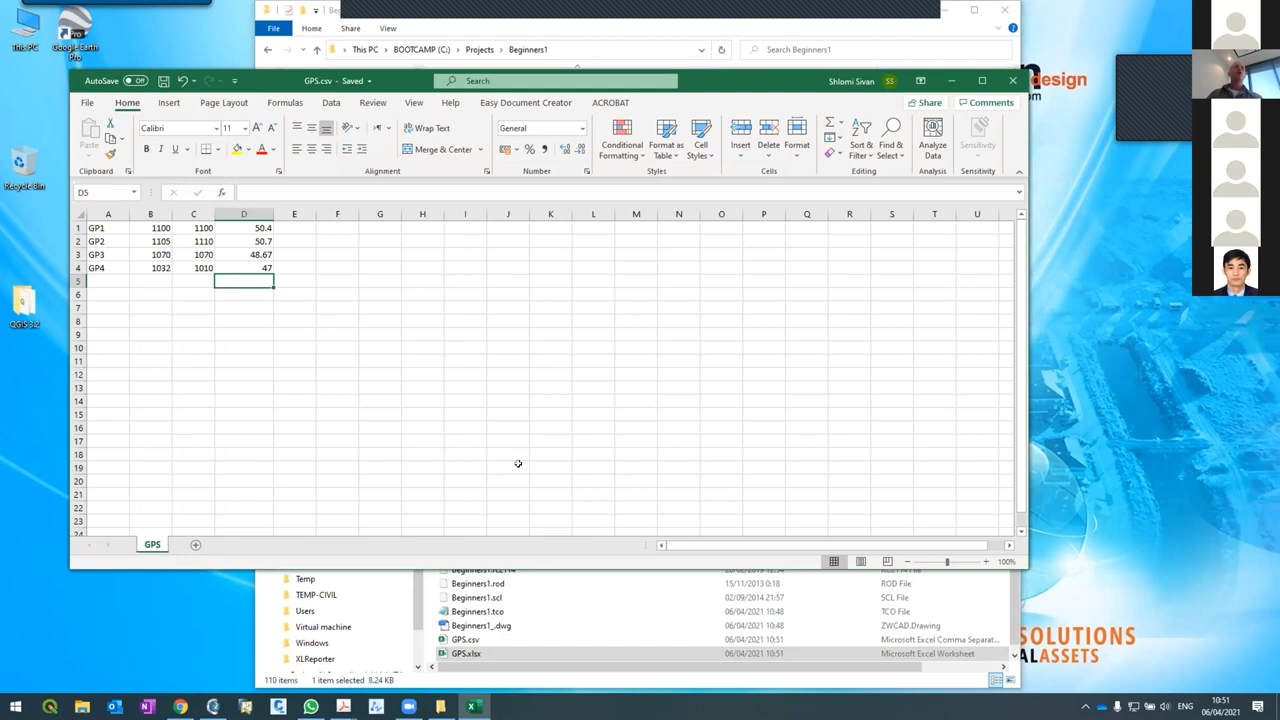 This PC
Google Earth
Pro
Recycle Bin
QGIS 3.2
File Home Share View
This PC BOOTCAMP (C:) Projects Beginners1
Search Beginners1
AutoSave Off GPS.csv - Saved Search Shlomi Sivan SS
design
om
File Home Insert Page Layout Formulas Data Review View Help Easy Document Creator ACROBAT Share Comments
Paste Calibri 11 Wrap Text General
B I U Merge & Center
Conditional Formatting Format as Table Cell Styles Insert Delete Format Sort & Filter Find & Select Analyze Data Sensitivity
Clipboard Font Alignment Number Styles Cells Editing Analysis Sensitivity
D5 fx
A B C D E F G H I J K L M N O P Q R S T U
1 GP1 1100 1100 50.4
2 GP2 1105 1110 50.7
3 GP3 1070 1070 48.67
4 GP4 1032 1010 47
5
6
7
8
9
10
11
12
13
14
15
16
17
18
19
20
21
22
23
24
GPS
100%
Temp
TEMP-CIVIL
Users
Virtual machine
Windows
XLReporter
Beginners1.rod 15/11/2013 0:18 ROD File
Beginners1.scl 02/09/2014 21:57 SCL File
Beginners1.tco 06/04/2021 10:48 TCO File
Beginners1_.dwg 06/04/2021 10:48 ZWCAD.Drawing
GPS.csv 06/04/2021 10:51 Microsoft Excel Comma Separat...
GPS.xlsx 06/04/2021 10:51 Microsoft Excel Worksheet
110 items 1 item selected 8.24 KB
SOLUTIONS
ALASSETS
ENG
10:51
06/04/2021